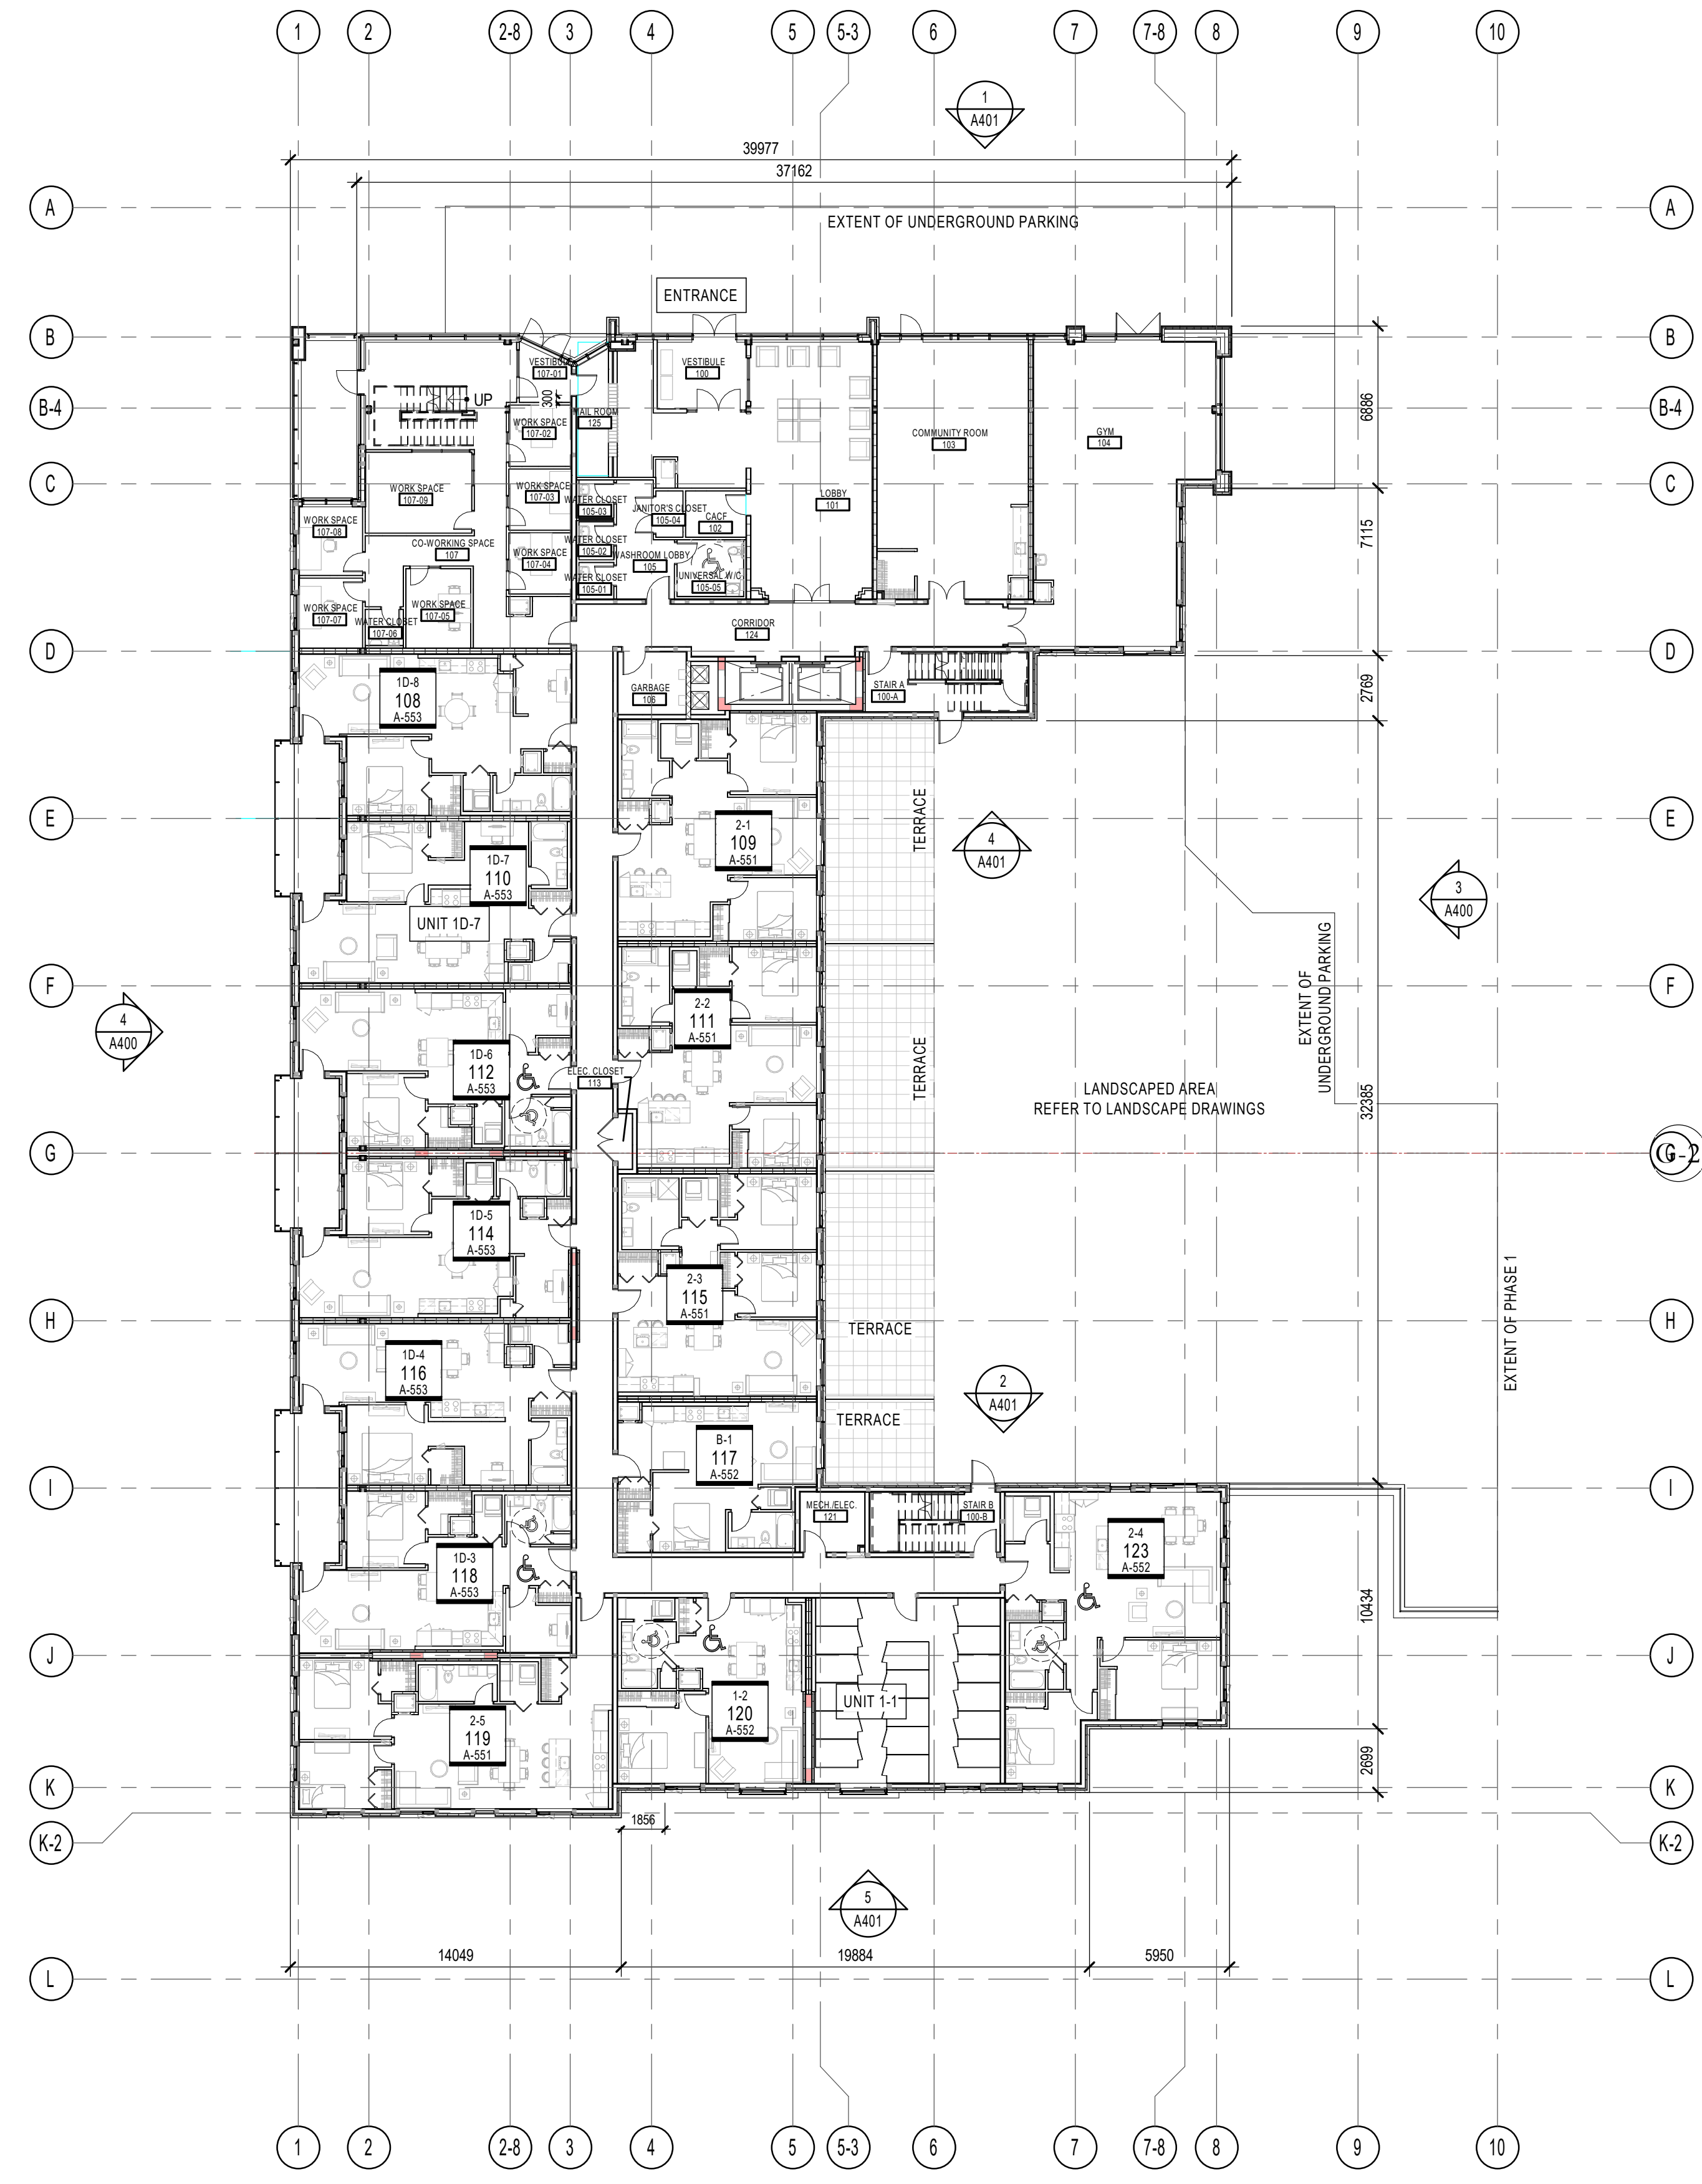 1 2 2-8 3 4 5 5-3 6 7 7-8 8 9 10
1
A401
39977
37162
A A
EXTENT OF UNDERGROUND PARKING
ENTRANCE
B B
VESTIBULE
100
107-01
300
UP
B-4 B-4
6886
MAIL ROOM
125
WORK SPACE
107-02
COMMUNITY ROOM
103
GYM
104
C C
WORK SPACE
107-09
WORK SPACE
107-03
WATER CLOSET
105-03
JANITOR'S CLOSET
105-04
CACF
102
LOBBY
101
WORK SPACE
107-08
7115
CO-WORKING SPACE
107
WORK SPACE
107-04
WATER CLOSET
105-02
WASHROOM LOBBY
105
UNIVERSAL W/C
105-05
WATER CLOSET
105-01
WORK SPACE
107-07
WATER CLOSET
107-06
WORK SPACE
107-05
CORRIDOR
124
D D
2769
1D-8
108
A-553
GARBAGE
106
STAIR A
100-A
E E
TERRACE
2-1
109
A-551
4
A401
1D-7
110
A-553
UNIT 1D-7
3
A400
F F
EXTENT OF
UNDERGROUND PARKING
2-2
111
A-551
4
A400
1D-6
112
A-553
ELEC. CLOSET
113
TERRACE
LANDSCAPED AREA
REFER TO LANDSCAPE DRAWINGS
32385
G
1D-5
114
A-553
2-3
115
A-551
H H
TERRACE
EXTENT OF PHASE 1
1D-4
116
A-553
2
A401
TERRACE
B-1
117
A-552
I I
MECH./ELEC.
121
STAIR B
100-B
2-4
123
A-552
1D-3
118
A-553
10434
J J
1-2
120
A-552
UNIT 1-1
2-5
119
A-551
2699
K K
K-2 K-2
1856
5
A401
14049 19884 5950
L L
1 2 2-8 3 4 5 5-3 6 7 7-8 8 9 10